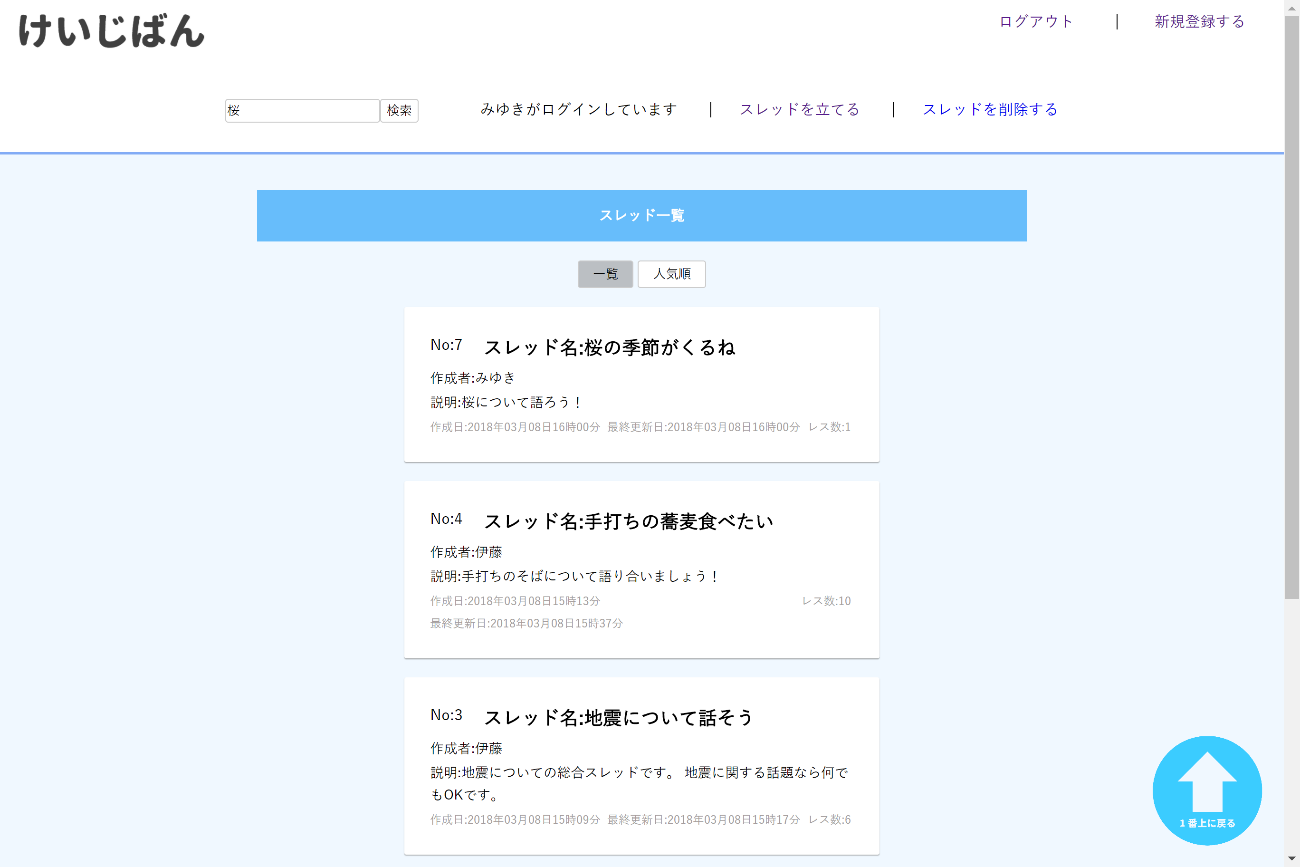 けいじばん
ログアウト | 新規登録する
桜 検索 みゆきがログインしています | スレッドを立てる | スレッドを削除する
スレッド一覧
一覧 人気順
No:7 スレッド名:桜の季節がくるね
作成者:みゆき
説明:桜について語ろう！
作成日:2018年03月08日16時00分 最終更新日:2018年03月08日16時00分 レス数:1
No:4 スレッド名:手打ちの蕎麦食べたい
作成者:伊藤
説明:手打ちのそばについて語り合いましょう！
作成日:2018年03月08日15時13分 レス数:10
最終更新日:2018年03月08日15時37分
No:3 スレッド名:地震について話そう
作成者:伊藤
説明:地震についての総合スレッドです。 地震に関する話題なら何で
もOKです。
作成日:2018年03月08日15時09分 最終更新日:2018年03月08日15時17分 レス数:6
１番上に戻る